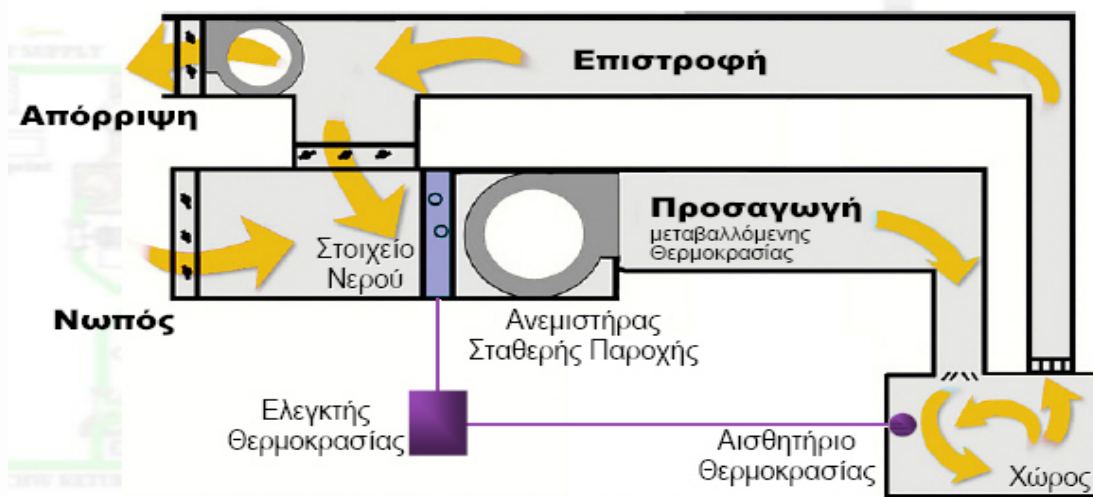 Επιστροφή
Απόρριψη
Προσαγωγή
μεταβαλλόμενης
Θερμοκρασίας
Στοιχείο
Νερού
Νωπός
Ανεμιστήρας
Σταθερής Παροχής
Ελεγκτής
Θερμοκρασίας
Αισθητήριο
Θερμοκρασίας
Χώρος